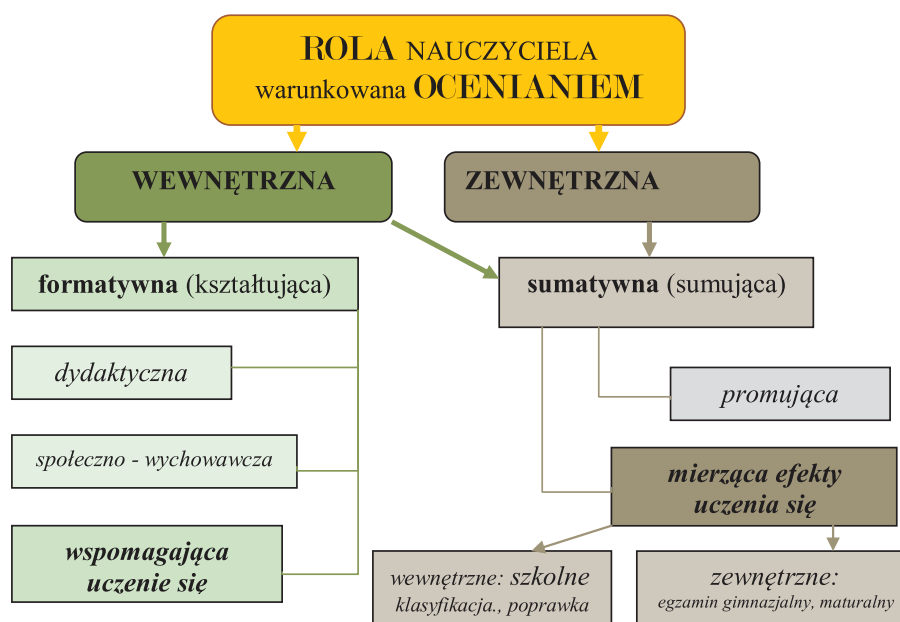 ROLA NAUCZYCIELA
warunkowana OCENIANIEM
WEWNĘTRZNA
ZEWNĘTRZNA
formatywna (kształtująca)
sumatywna (sumująca)
dydaktyczna
promująca
społeczno - wychowawcza
mierząca efekty
uczenia się
wspomagająca
uczenie się
wewnętrzne: szkolne
klasyfikacja., poprawka
zewnętrzne:
egzamin gimnazjalny, maturalny